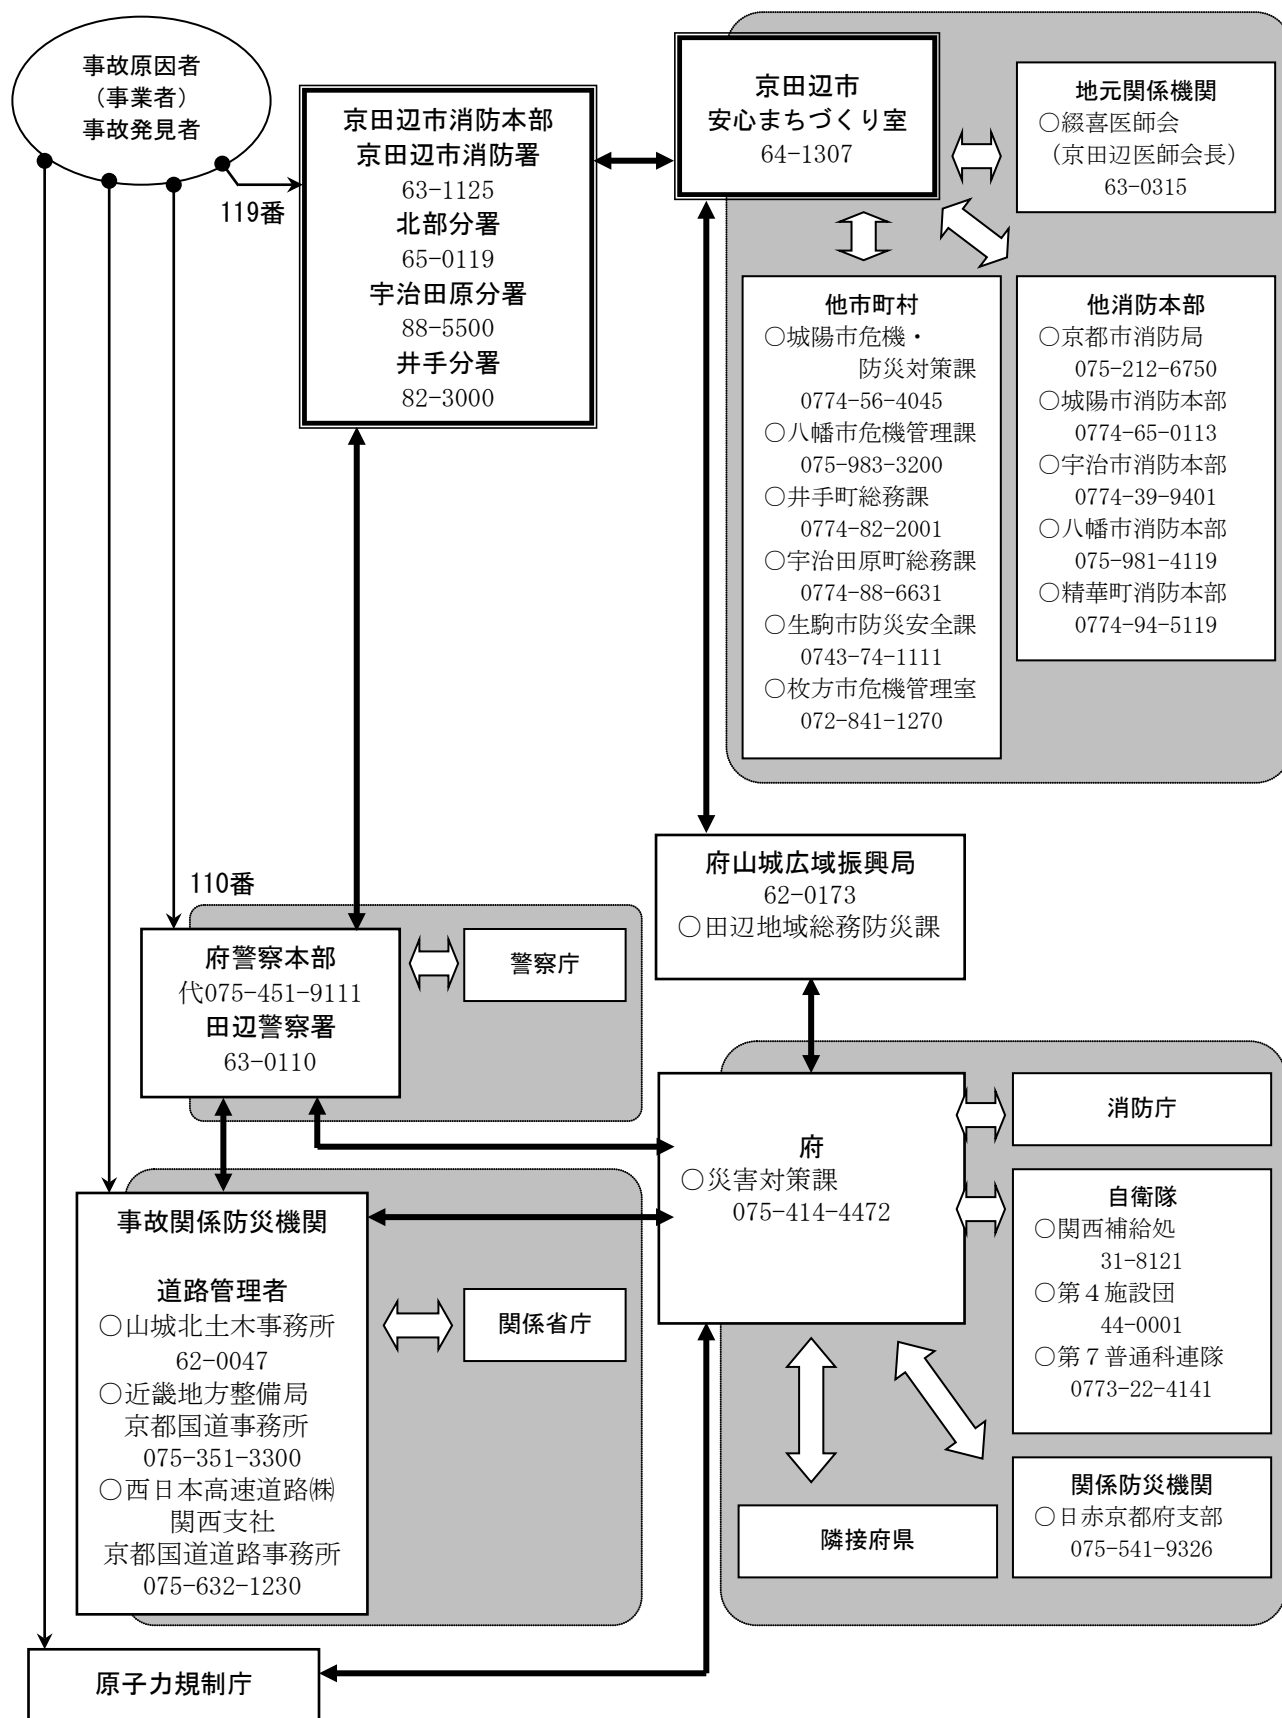 事故原因者
（事業者）
事故発見者
119番
京田辺市消防本部
京田辺市消防署
63-1125
北部分署
65-0119
宇治田原分署
88-5500
井手分署
82-3000
京田辺市
安心まちづくり室
64-1307
地元関係機関
○綴喜医師会
（京田辺医師会長）
63-0315
他市町村
○城陽市危機・
防災対策課
0774-56-4045
○八幡市危機管理課
075-983-3200
○井手町総務課
0774-82-2001
○宇治田原町総務課
0774-88-6631
○生駒市防災安全課
0743-74-1111
○枚方市危機管理室
072-841-1270
他消防本部
○京都市消防局
075-212-6750
○城陽市消防本部
0774-65-0113
○宇治市消防本部
0774-39-9401
○八幡市消防本部
075-981-4119
○精華町消防本部
0774-94-5119
府山城広域振興局
62-0173
○田辺地域総務防災課
110番
府警察本部
代075-451-9111
田辺警察署
63-0110
警察庁
府
○災害対策課
075-414-4472
消防庁
自衛隊
○関西補給処
31-8121
○第４施設団
44-0001
○第７普通科連隊
0773-22-4141
事故関係防災機関
道路管理者
○山城北土木事務所
62-0047
○近畿地方整備局
京都国道事務所
075-351-3300
○西日本高速道路㈱
関西支社
京都国道道路事務所
075-632-1230
関係省庁
隣接府県
関係防災機関
○日赤京都府支部
075-541-9326
原子力規制庁